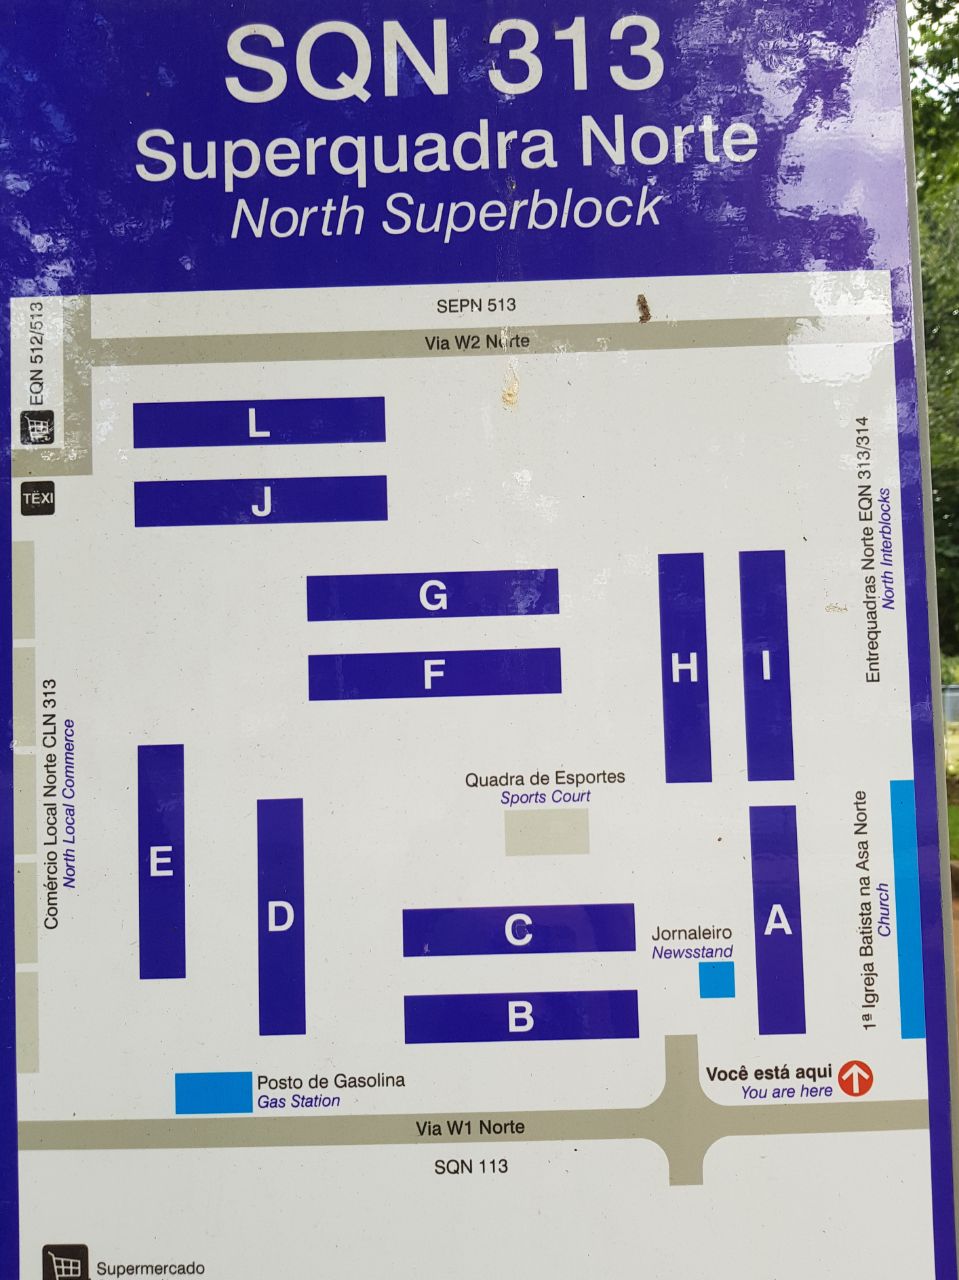 SQN 313
Superquadra Norte
North Superblock
SEPN 513
Via W2 Norte
EQN 512/513
TËXI
L
J
G
F
H
I
Entrequadras Norte EQN 313/314
North Interblocks
Comércio Local Norte CLN 313
North Local Commerce
E
D
Quadra de Esportes
Sports Court
C
B
Jornaleiro
Newsstand
A
1ª Igreja Batista na Asa Norte
Church
Posto de Gasolina
Gas Station
Você está aqui
You are here
Via W1 Norte
SQN 113
Supermercado